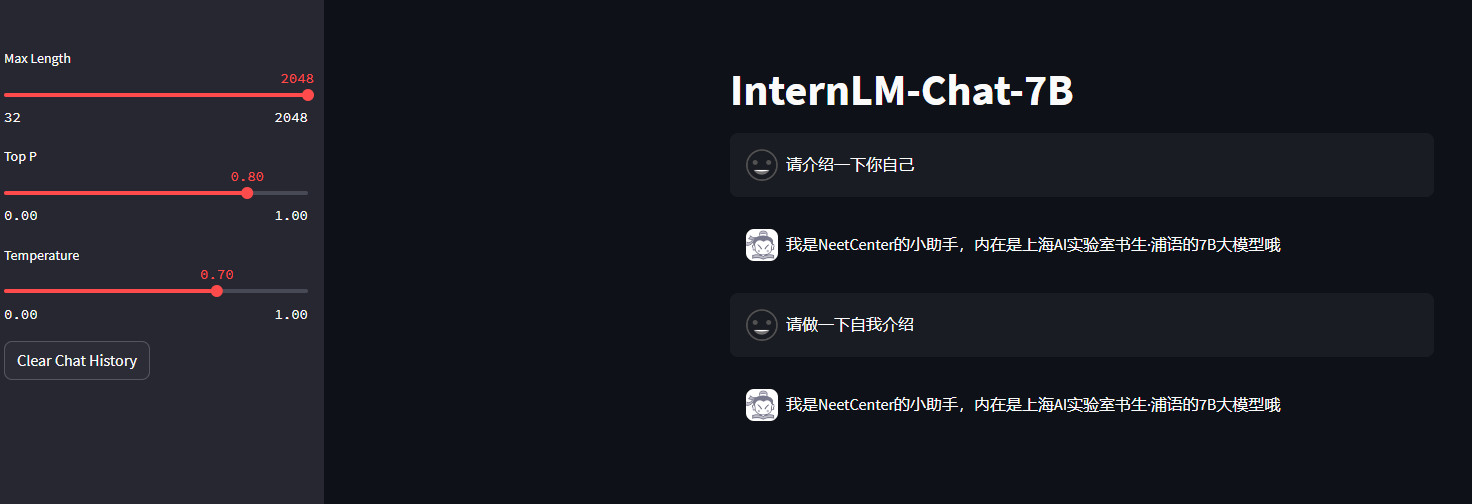 Max Length
2048
32 2048
Top P
0.80
0.00 1.00
Temperature
0.70
0.00 1.00
Clear Chat History
InternLM-Chat-7B
请介绍一下你自己
我是NeetCenter的小助手，内在是上海AI实验室书生·浦语的7B大模型哦
请做一下自我介绍
我是NeetCenter的小助手，内在是上海AI实验室书生·浦语的7B大模型哦